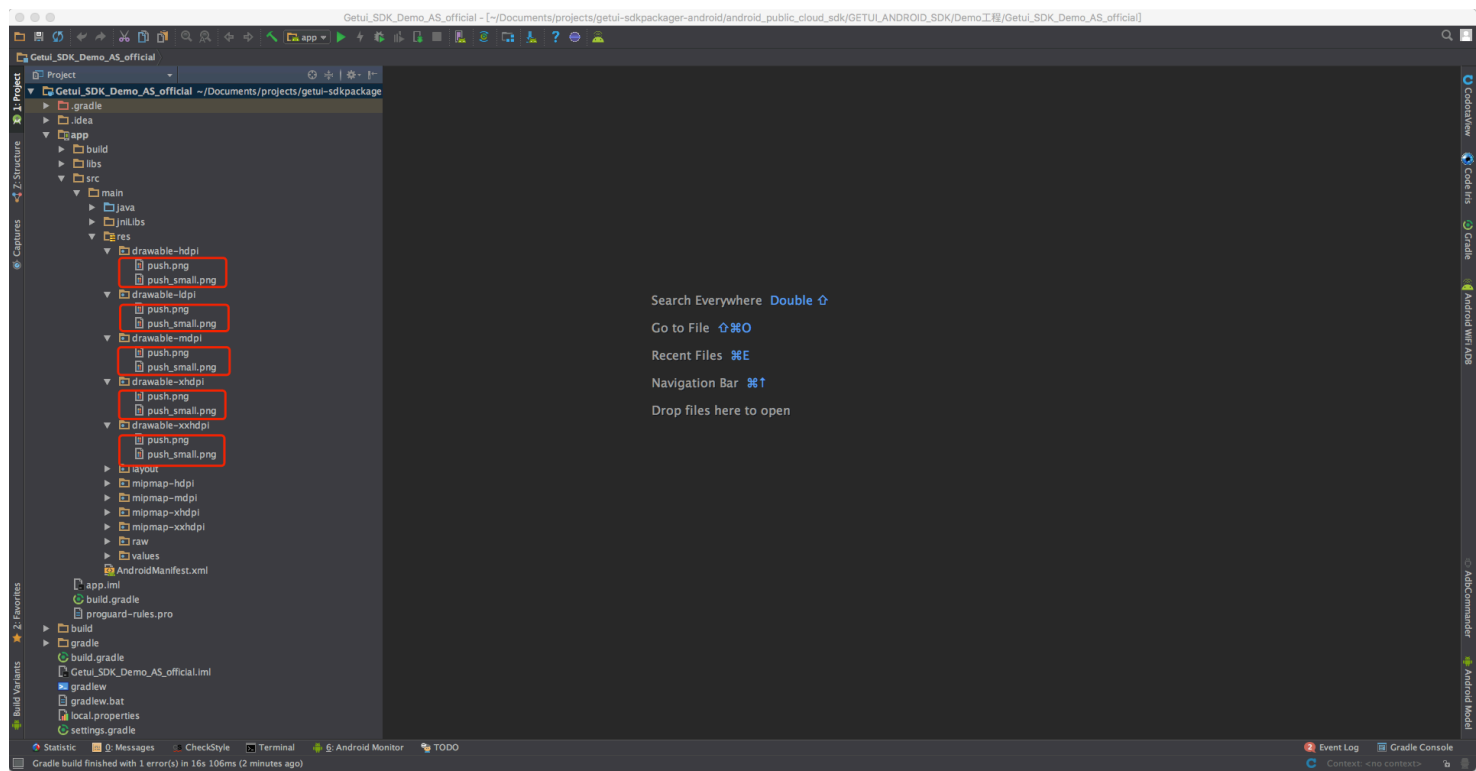 Getui_SDK_Demo_AS_official - [~/Documents/projects/getui-sdkpackager-android/android_public_cloud_sdk/GETUI_ANDROID_SDK/Demo工程/Getui_SDK_Demo_AS_official]
app
Getui_SDK_Demo_AS_official
Project
Getui_SDK_Demo_AS_official ~/Documents/projects/getui-sdkpackage
.gradle
.idea
app
build
libs
src
main
java
jniLibs
res
drawable-hdpi
push.png
push_small.png
drawable-ldpi
push.png
push_small.png
drawable-mdpi
push.png
push_small.png
drawable-xhdpi
push.png
push_small.png
drawable-xxhdpi
push.png
push_small.png
layout
mipmap-hdpi
mipmap-mdpi
mipmap-xhdpi
mipmap-xxhdpi
raw
values
AndroidManifest.xml
app.iml
build.gradle
proguard-rules.pro
build
gradle
build.gradle
Getui_SDK_Demo_AS_official.iml
gradlew
gradlew.bat
local.properties
settings.gradle
1: Project
Z: Structure
Captures
2: Favorites
Build Variants
Search Everywhere Double ⇧
Go to File ⇧⌘O
Recent Files ⌘E
Navigation Bar ⌘↑
Drop files here to open
CodotaView
Code Iris
Gradle
Android WiFi ADB
AdbCommander
Android Model
Statistic 0: Messages CheckStyle Terminal 6: Android Monitor TODO 2 Event Log Gradle Console
Gradle build finished with 1 error(s) in 16s 106ms (2 minutes ago) Context: <no context>